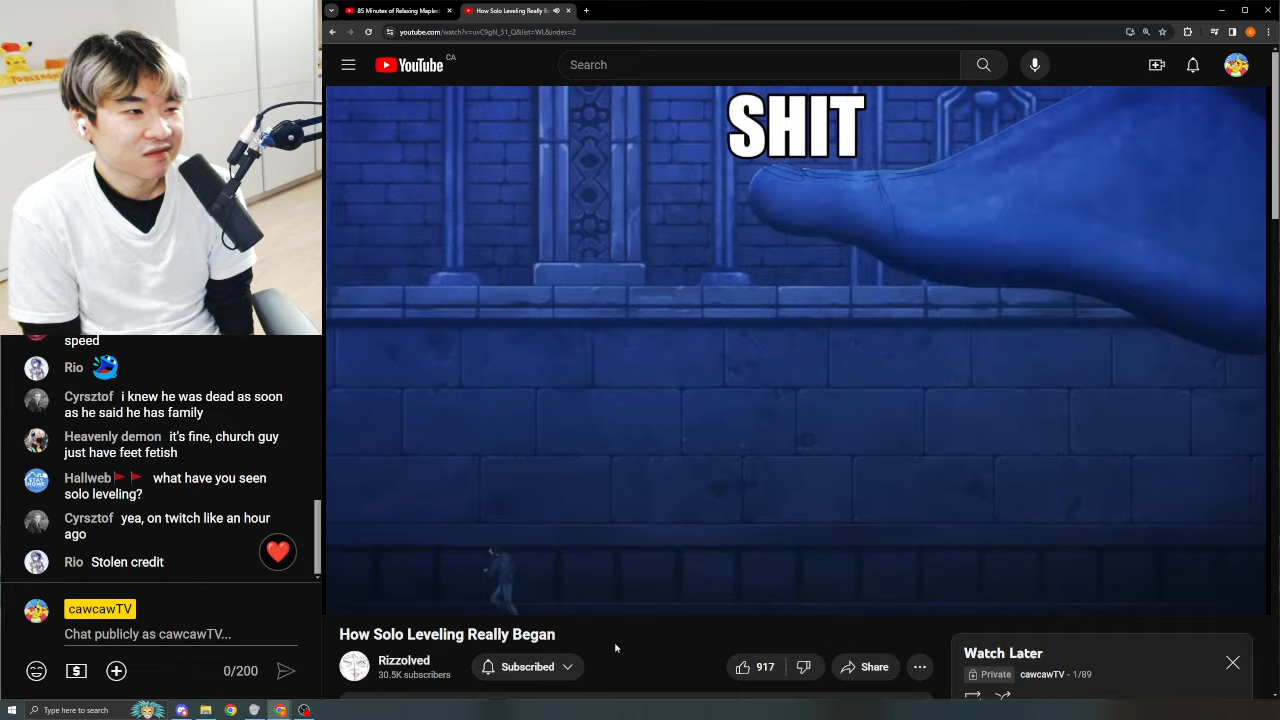 85 Minutes of Relaxing Maples
How Solo Leveling Really Be
youtube.com/watch?v=uvC9gN_31_Q&list=WL&index=2
YouTube CA
Search
SHIT
speed
Rio
Cyrsztof i knew he was dead as soon
as he said he has family
Heavenly demon it's fine, church guy
just have feet fetish
Hallweb🚩🚩 what have you seen
solo leveling?
Cyrsztof yea, on twitch like an hour
ago
Rio Stolen credit
cawcawTV
Chat publicly as cawcawTV...
0/200
How Solo Leveling Really Began
Rizzolved
30.5K subscribers
Subscribed
917
Share
Watch Later
Private cawcawTV - 1/89
Type here to search